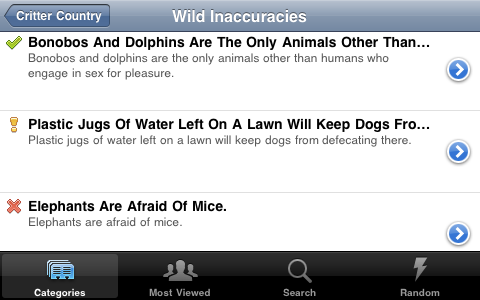 Critter Country
Wild Inaccuracies
Bonobos And Dolphins Are The Only Animals Other Than...
Bonobos and dolphins are the only animals other than humans who
engage in sex for pleasure.
Plastic Jugs Of Water Left On A Lawn Will Keep Dogs Fro...
Plastic jugs of water left on a lawn will keep dogs from defecating there.
Elephants Are Afraid Of Mice.
Elephants are afraid of mice.
Categories
Most Viewed
Search
Random